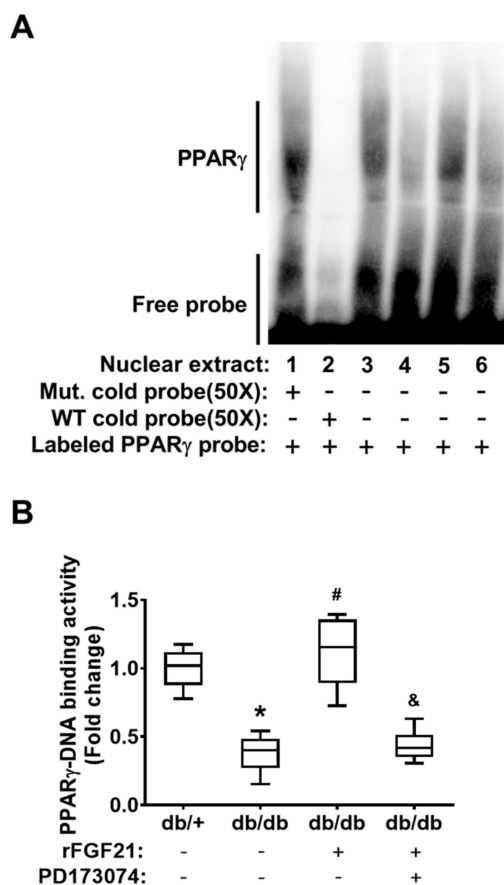 A
PPARγ
Free probe
Nuclear extract: 1 2 3 4 5 6
Mut. cold probe(50X): + - - - - -
WT cold probe(50X): - + - - - -
Labeled PPARγ probe: + + + + + +
B
PPARγ-DNA binding activity
(Fold change)
1.5
1.0
0.5
0.0
*
#
&
db/+ db/db db/db db/db
rFGF21: - - + +
PD173074: - - - +